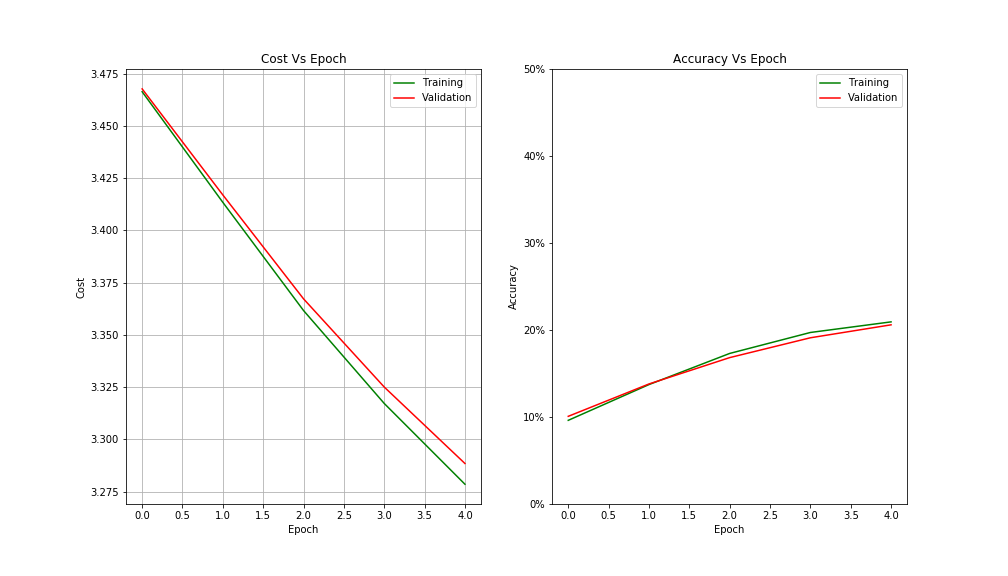 Cost Vs Epoch
Training
Validation
3.475
3.450
3.425
3.400
3.375
3.350
3.325
3.300
3.275
Cost
0.0 0.5 1.0 1.5 2.0 2.5 3.0 3.5 4.0
Epoch
Accuracy Vs Epoch
Training
Validation
50%
40%
30%
20%
10%
0%
Accuracy
0.0 0.5 1.0 1.5 2.0 2.5 3.0 3.5 4.0
Epoch